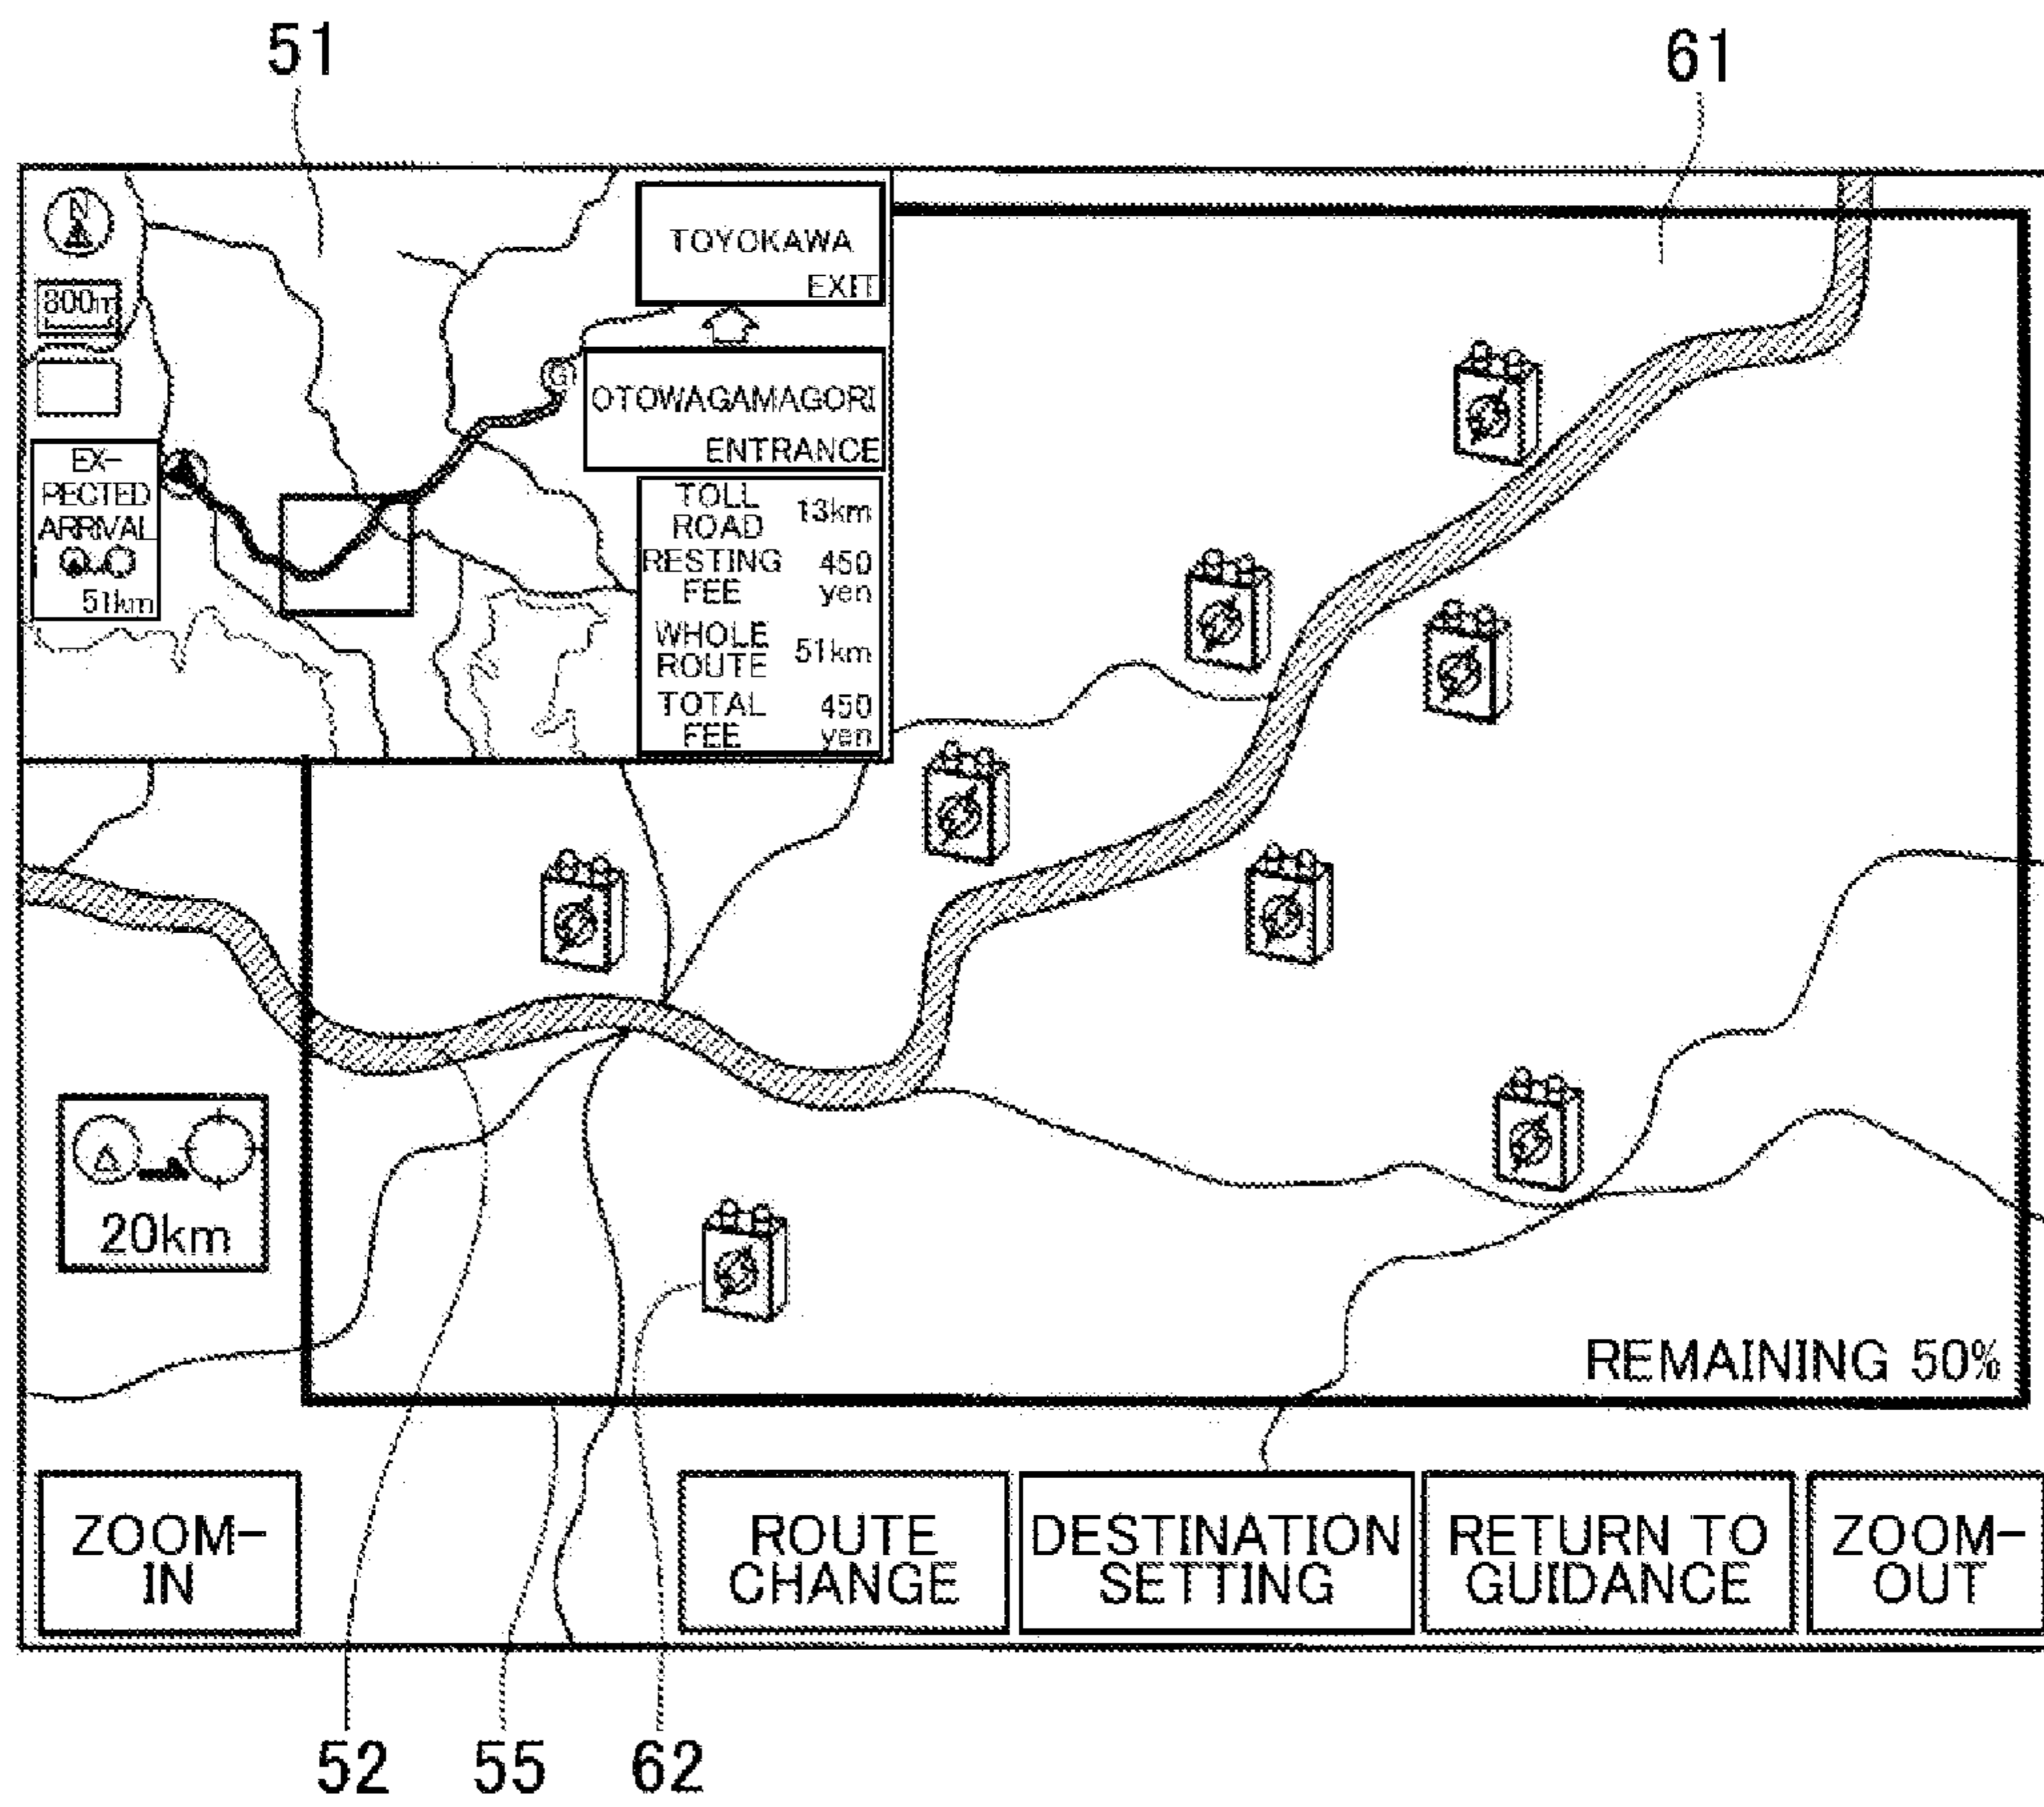 51
61
N
800m
TOYOKAWA
EXIT
OTOWAGAMAGORI
ENTRANCE
G
EX-
PECTED
ARRIVAL
51km
TOLL
ROAD 13km
RESTING 450
FEE yen
WHOLE
ROUTE 51km
TOTAL 450
FEE yen
20km
REMAINING 50%
ZOOM-
IN
ROUTE
CHANGE
DESTINATION
SETTING
RETURN TO
GUIDANCE
ZOOM-
OUT
52
55
62